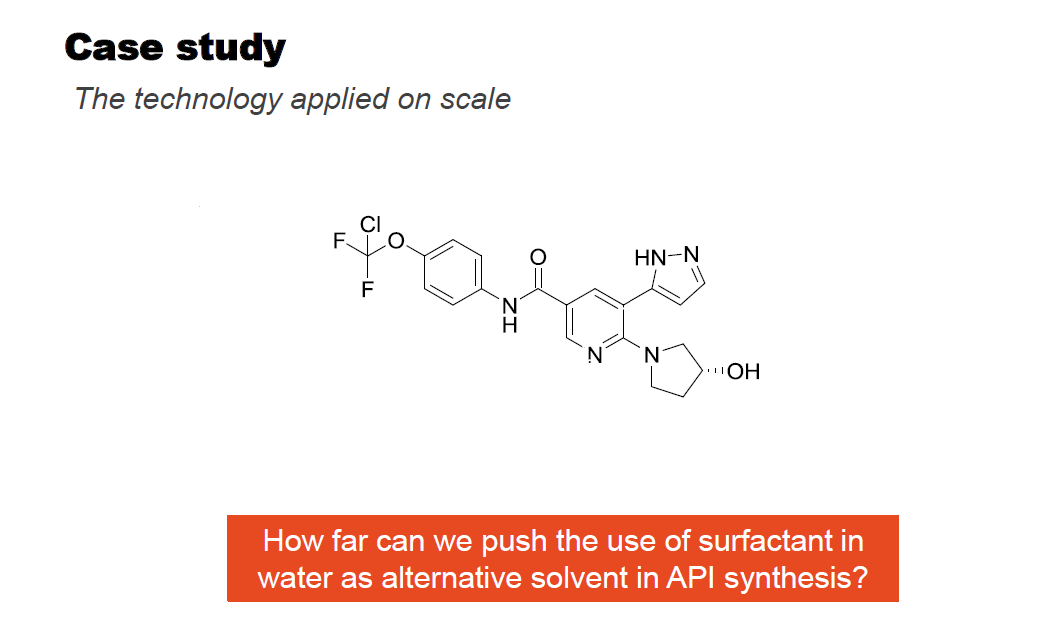 Case study
The technology applied on scale
Cl
F
O
F
O
N
H
HN
N
N
N
OH
How far can we push the use of surfactant in
water as alternative solvent in API synthesis?